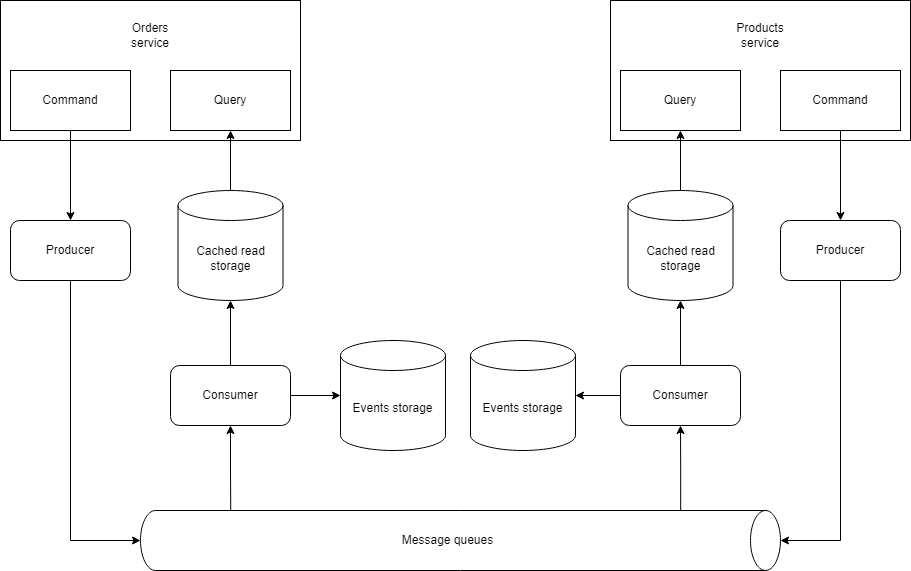 Orders
service
Products
service
Command
Query
Query
Command
Producer
Cached read
storage
Cached read
storage
Producer
Consumer
Events storage
Events storage
Consumer
Message queues